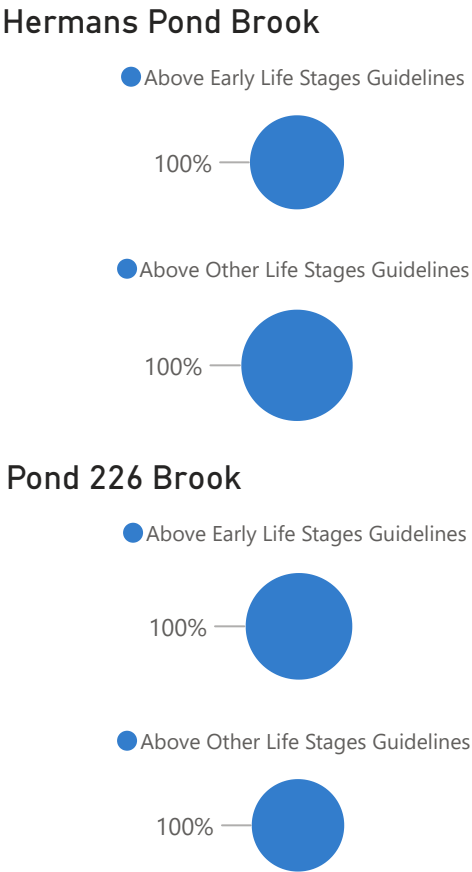 Hermans Pond Brook
Above Early Life Stages Guidelines
100%
Above Other Life Stages Guidelines
100%
Pond 226 Brook
Above Early Life Stages Guidelines
100%
Above Other Life Stages Guidelines
100%